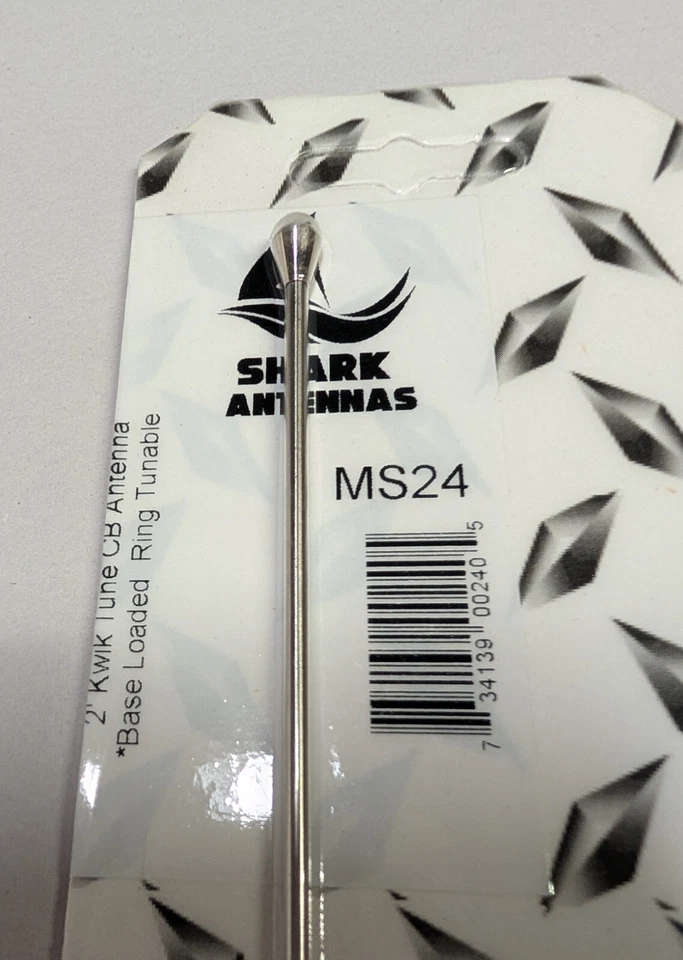 SHARK
ANTENNAS
MS24
7 34139 00240 5
2' Kwik Tune CB Antenna
*Base Loaded Ring Tunable